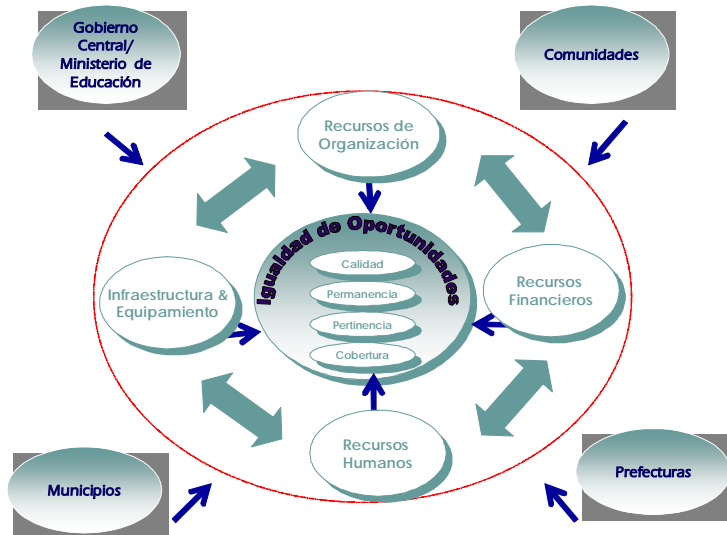 Gobierno
Central/
Ministerio de
Educación
Comunidades
Recursos de
Organización
Igualdad de Oportunidades
Calidad
Permanencia
Pertinencia
Cobertura
Infraestructura &
Equipamiento
Recursos
Financieros
Recursos
Humanos
Municipios
Prefecturas